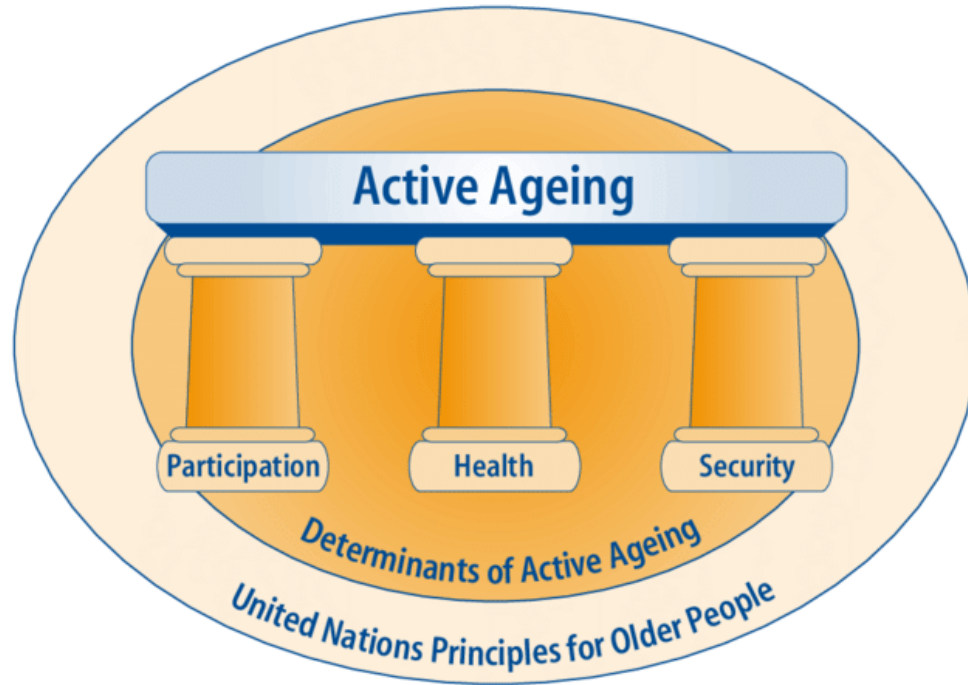 Active Ageing
Participation
Health
Security
Determinants of Active Ageing
United Nations Principles for Older People